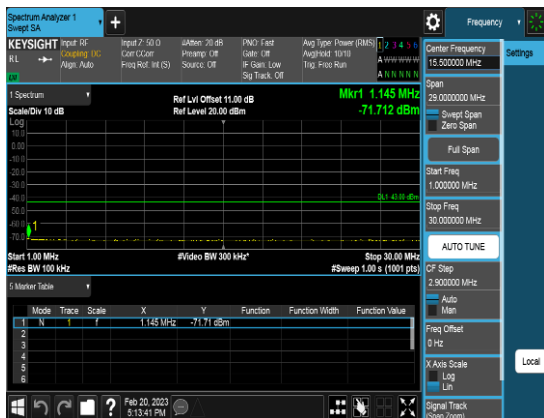 Spectrum Analyzer 1
Swept SA
+
Frequency
KEYSIGHT
Input: RF
Input Z: 50 Ω
#Atten: 20 dB
PNO: Fast
Avg Type: Power (RMS)
1 2 3 4 5 6
RL
Coupling: DC
Corr CCorr
Preamp: Off
Gate: Off
Avg|Hold: 10/10
A W W W W W
Align: Auto
Freq Ref: Int (S)
Source: Off
IF Gain: Low
Trig: Free Run
Sig Track: Off
A N N N N N
1 Spectrum
Ref Lvl Offset 11.00 dB
Mkr1 1.145 MHz
Scale/Div 10 dB
Ref Level 20.00 dBm
-71.712 dBm
Log
10.0
0.00
-10.0
-20.0
-30.0
-40.0
DL1 -43.00 dBm
-50.0
-60.0
1
-70.0
Start 1.00 MHz
#Video BW 300 kHz*
Stop 30.00 MHz
#Res BW 100 kHz
#Sweep 1.00 s (1001 pts)
5 Marker Table
Mode Trace Scale X Y Function Function Width Function Value
1 N 1 f 1.145 MHz -71.71 dBm
2
3
4
5
6
Feb 20, 2023
5:13:41 PM
Center Frequency
15.500000 MHz
Settings
Span
29.0000000 MHz
Swept Span
Zero Span
Full Span
Start Freq
1.000000 MHz
Stop Freq
30.000000 MHz
AUTO TUNE
CF Step
2.900000 MHz
Auto
Man
Freq Offset
0 Hz
X Axis Scale
Log
Lin
Local
Signal Track
(Span Zoom)